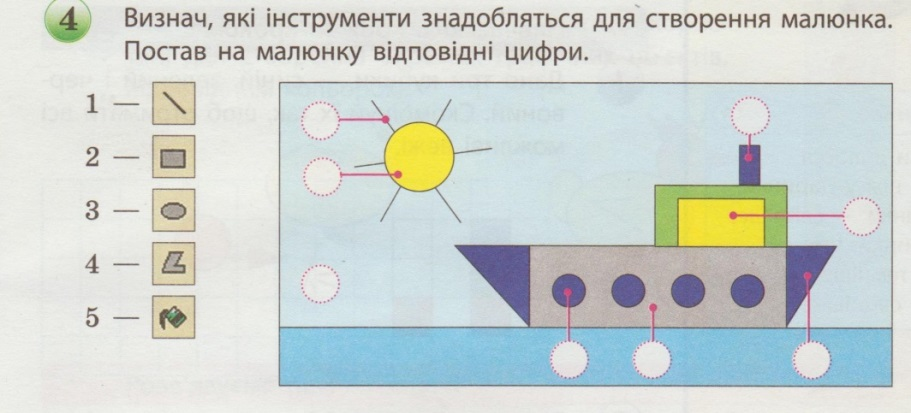 4 Визнач, які інструменти знадобляться для створення малюнка.
Постав на малюнку відповідні цифри.
1 —
2 —
3 —
4 —
5 —